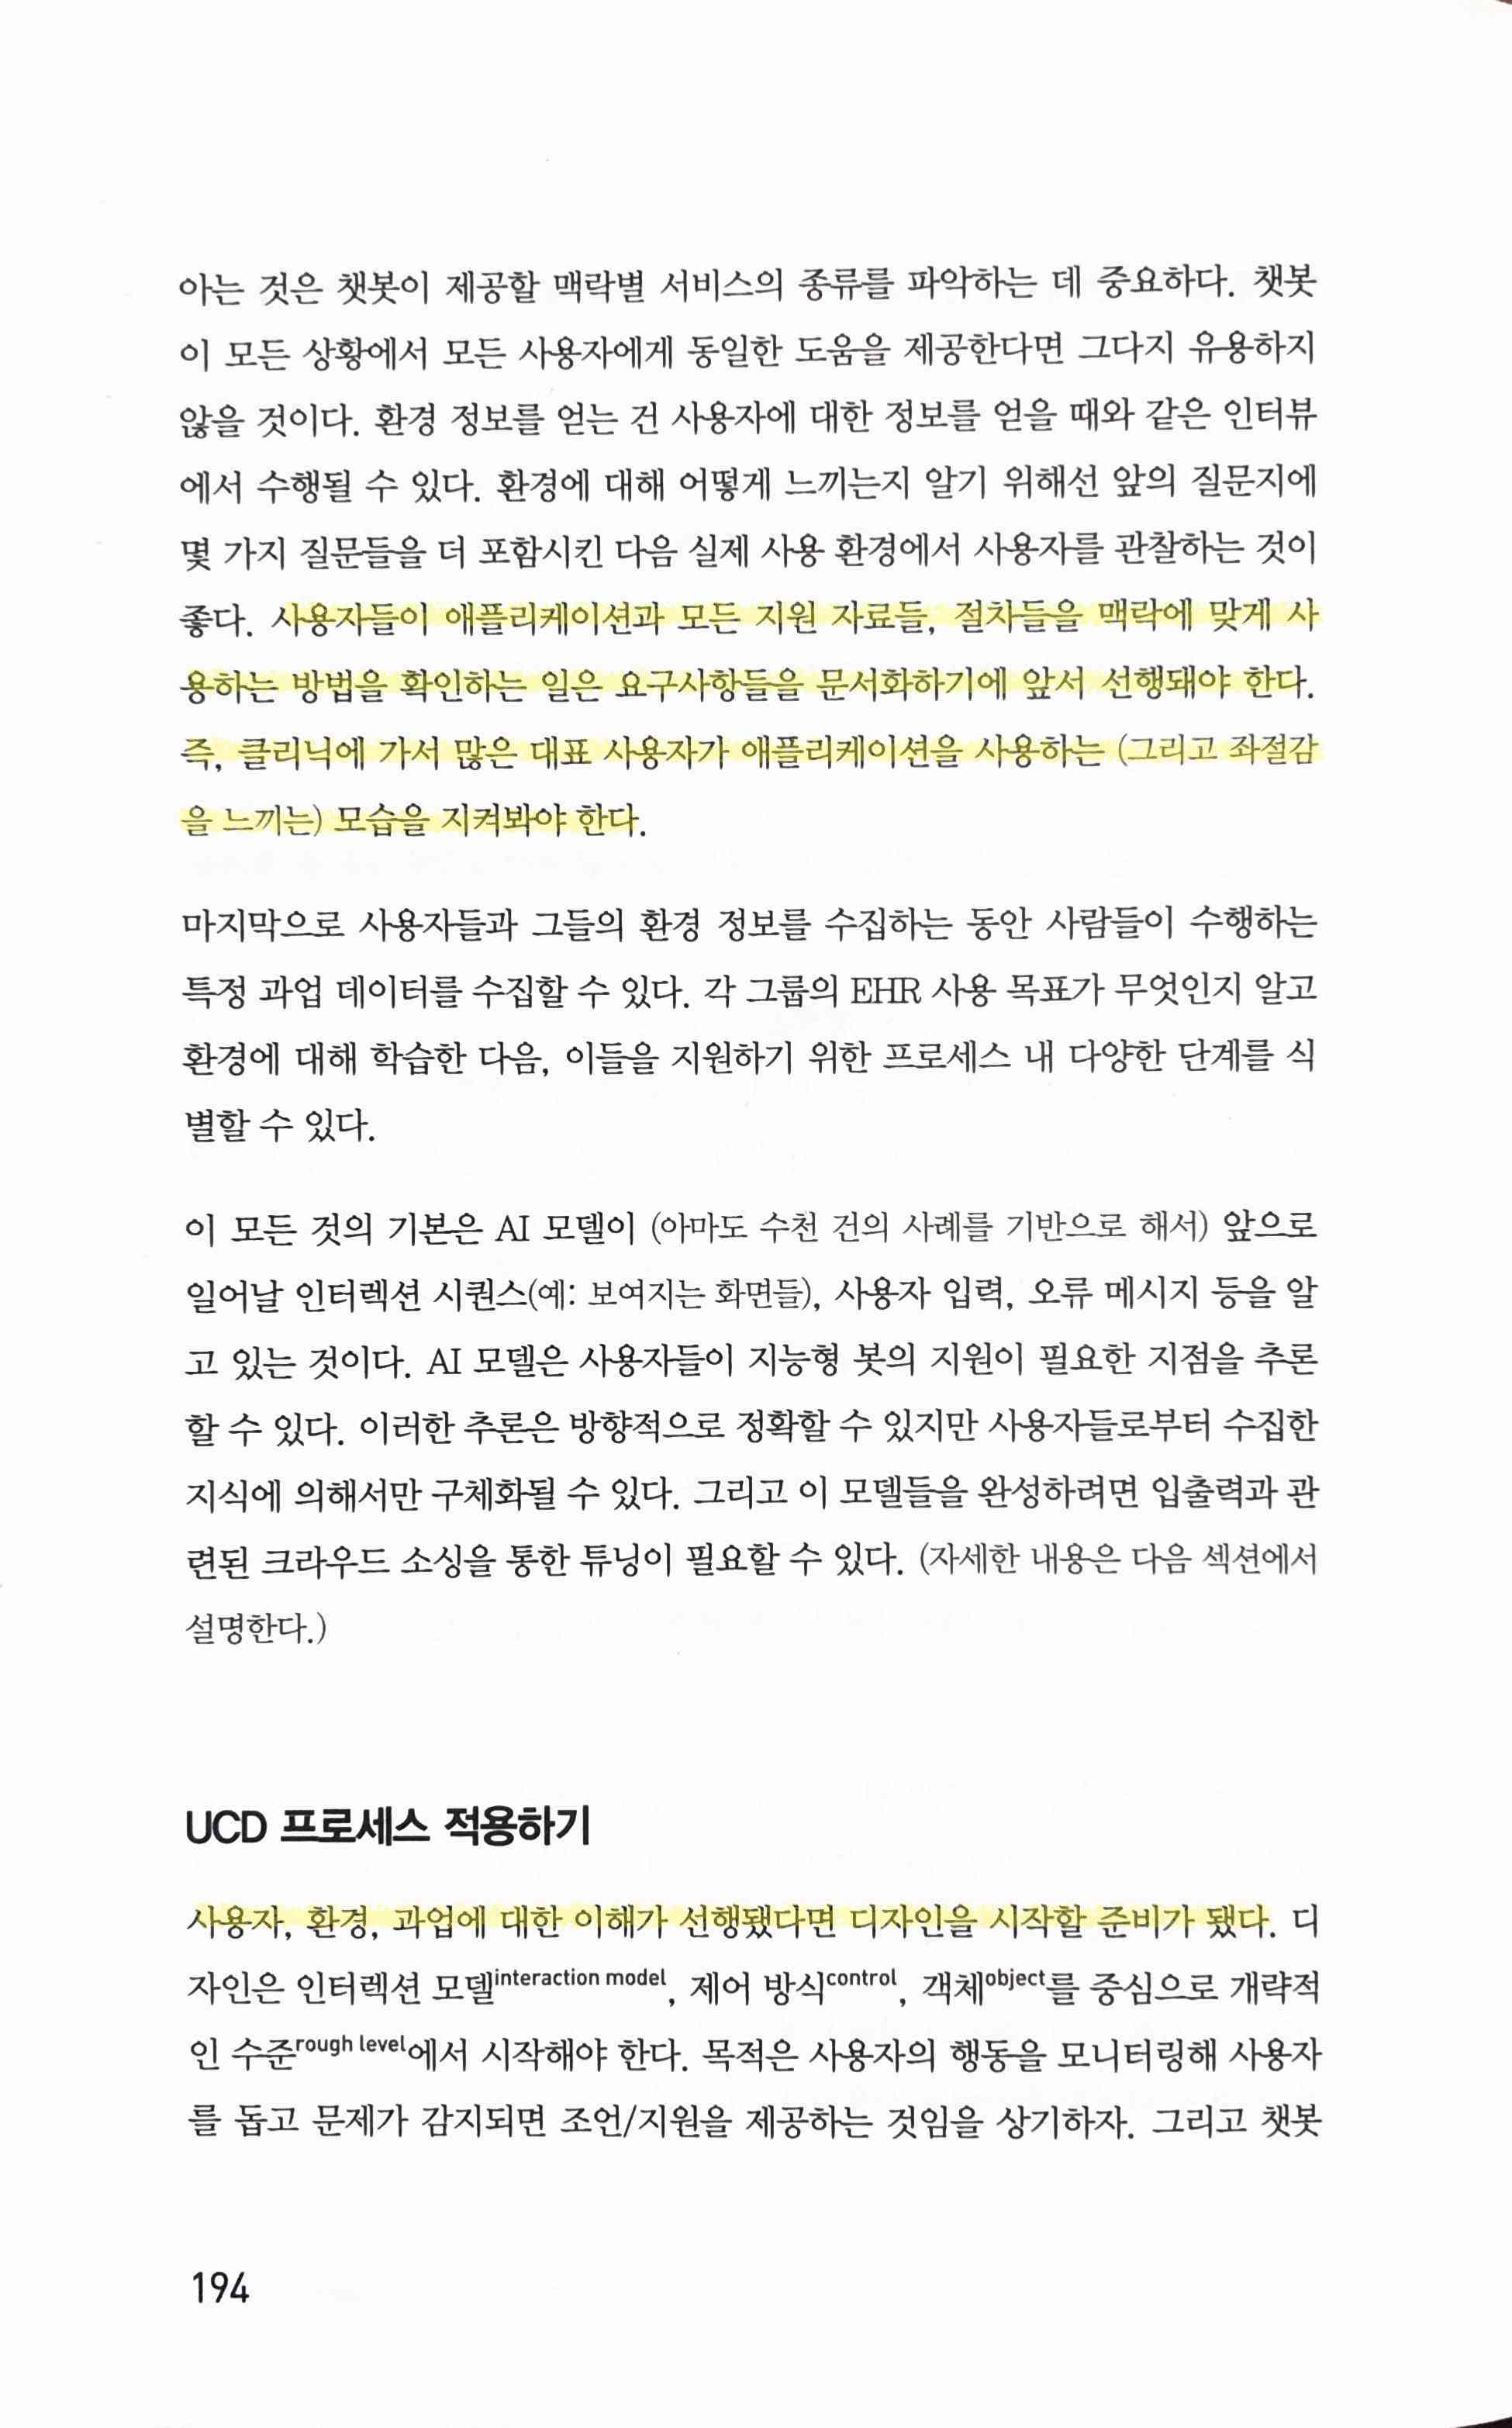 아는 것은 챗봇이 제공할 맥락별 서비스의 종류를 파악하는 데 중요하다. 챗봇
이 모든 상황에서 모든 사용자에게 동일한 도움을 제공한다면 그다지 유용하지
않을 것이다. 환경 정보를 얻는 건 사용자에 대한 정보를 얻을 때와 같은 인터뷰
에서 수행될 수 있다. 환경에 대해 어떻게 느끼는지 알기 위해선 앞의 질문지에
몇 가지 질문들을 더 포함시킨 다음 실제 사용 환경에서 사용자를 관찰하는 것이
좋다. 사용자들이 애플리케이션과 모든 지원 자료들, 절차들을 맥락에 맞게 사
용하는 방법을 확인하는 일은 요구사항들을 문서화하기에 앞서 선행돼야 한다.
즉, 클리닉에 가서 많은 대표 사용자가 애플리케이션을 사용하는 (그리고 좌절감
을 느끼는) 모습을 지켜봐야 한다.
마지막으로 사용자들과 그들의 환경 정보를 수집하는 동안 사람들이 수행하는
특정 과업 데이터를 수집할 수 있다. 각 그룹의 EHR 사용 목표가 무엇인지 알고
환경에 대해 학습한 다음, 이들을 지원하기 위한 프로세스 내 다양한 단계를 식
별할 수 있다.
이 모든 것의 기본은 AI 모델이 (아마도 수천 건의 사례를 기반으로 해서) 앞으로
일어날 인터렉션 시퀀스(예: 보여지는 화면들), 사용자 입력, 오류 메시지 등을 알
고 있는 것이다. AI 모델은 사용자들이 지능형 봇의 지원이 필요한 지점을 추론
할 수 있다. 이러한 추론은 방향적으로 정확할 수 있지만 사용자들로부터 수집한
지식에 의해서만 구체화될 수 있다. 그리고 이 모델들을 완성하려면 입출력과 관
련된 크라우드 소싱을 통한 튜닝이 필요할 수 있다. (자세한 내용은 다음 섹션에서
설명한다.)
UCD 프로세스 적용하기
사용자, 환경, 과업에 대한 이해가 선행됐다면 디자인을 시작할 준비가 됐다. 디
자인은 인터렉션 모델interaction model, 제어 방식control, 객체object를 중심으로 개략적
인 수준rough level에서 시작해야 한다. 목적은 사용자의 행동을 모니터링해 사용자
를 돕고 문제가 감지되면 조언/지원을 제공하는 것임을 상기하자. 그리고 챗봇
194